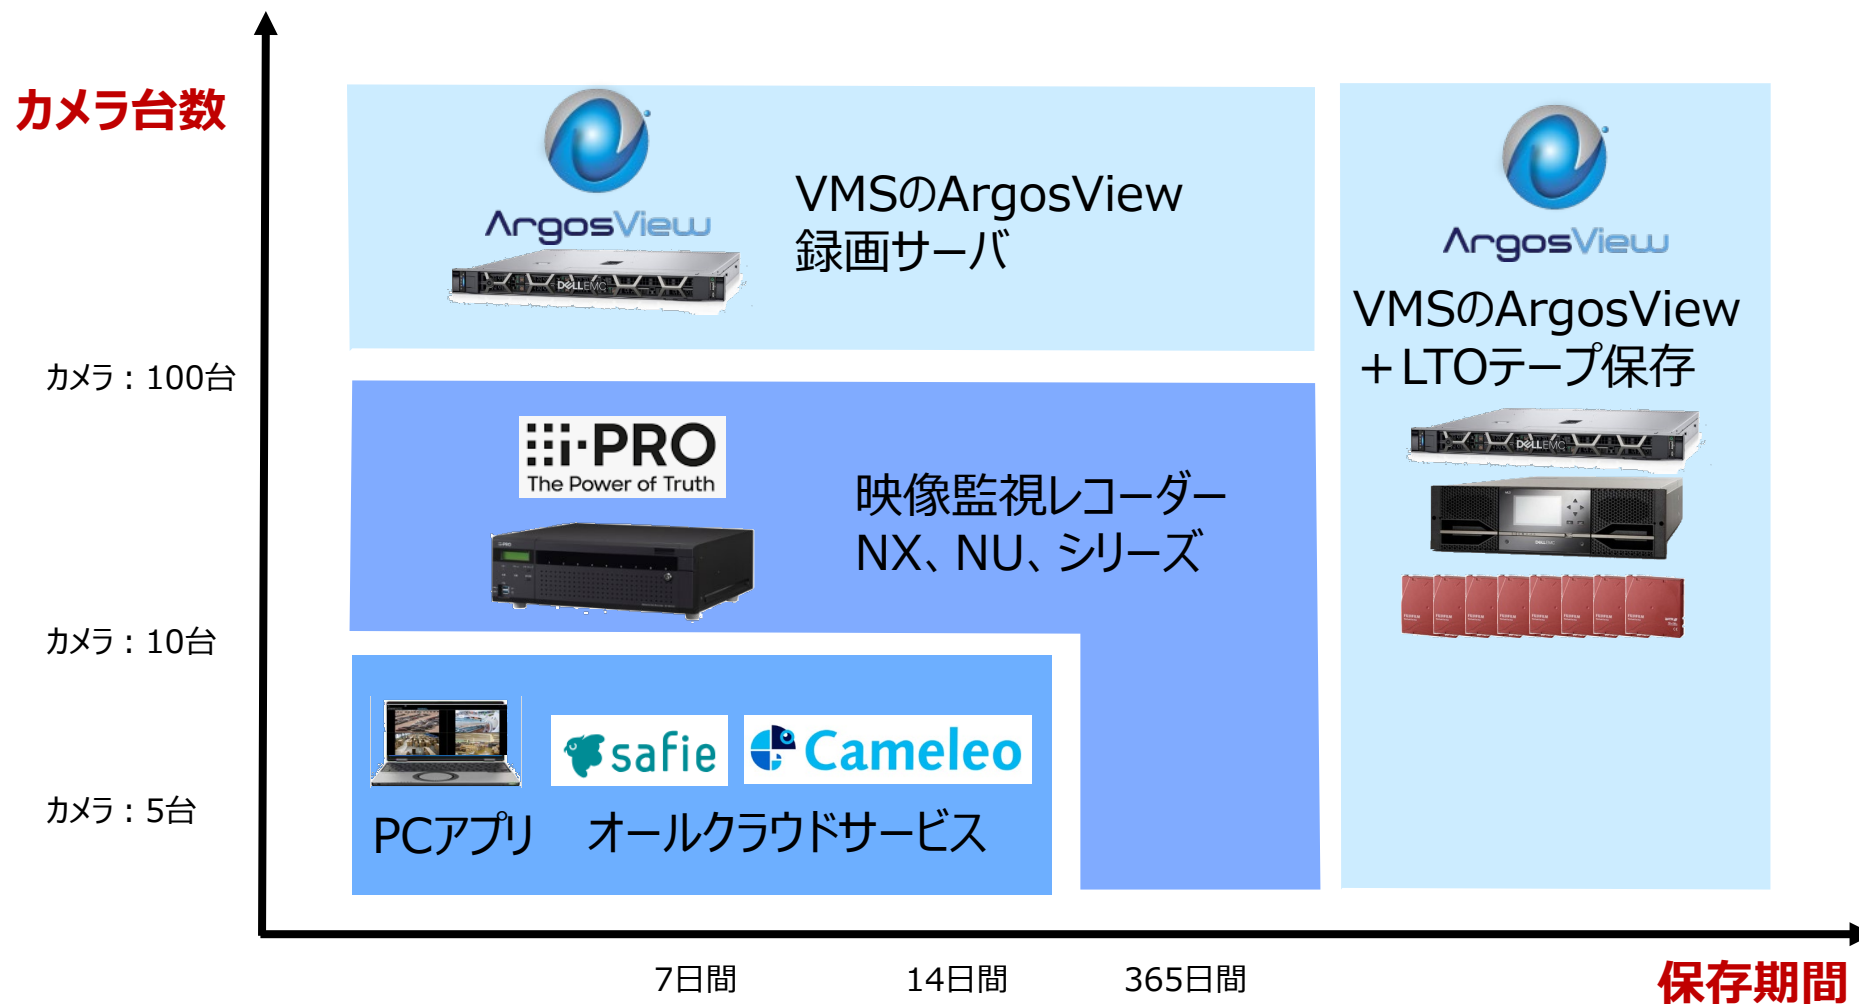 カメラ台数
ArgosView
VMSのArgosView
録画サーバ
DELLEMC
ArgosView
VMSのArgosView
＋LTOテープ保存
DELLEMC
DELLEMC
カメラ：100台
i-PRO
The Power of Truth
i-PRO
映像監視レコーダー
NX、NU、シリーズ
カメラ：10台
safie
Cameleo
カメラ：5台
PCアプリ
オールクラウドサービス
7日間
14日間
365日間
保存期間